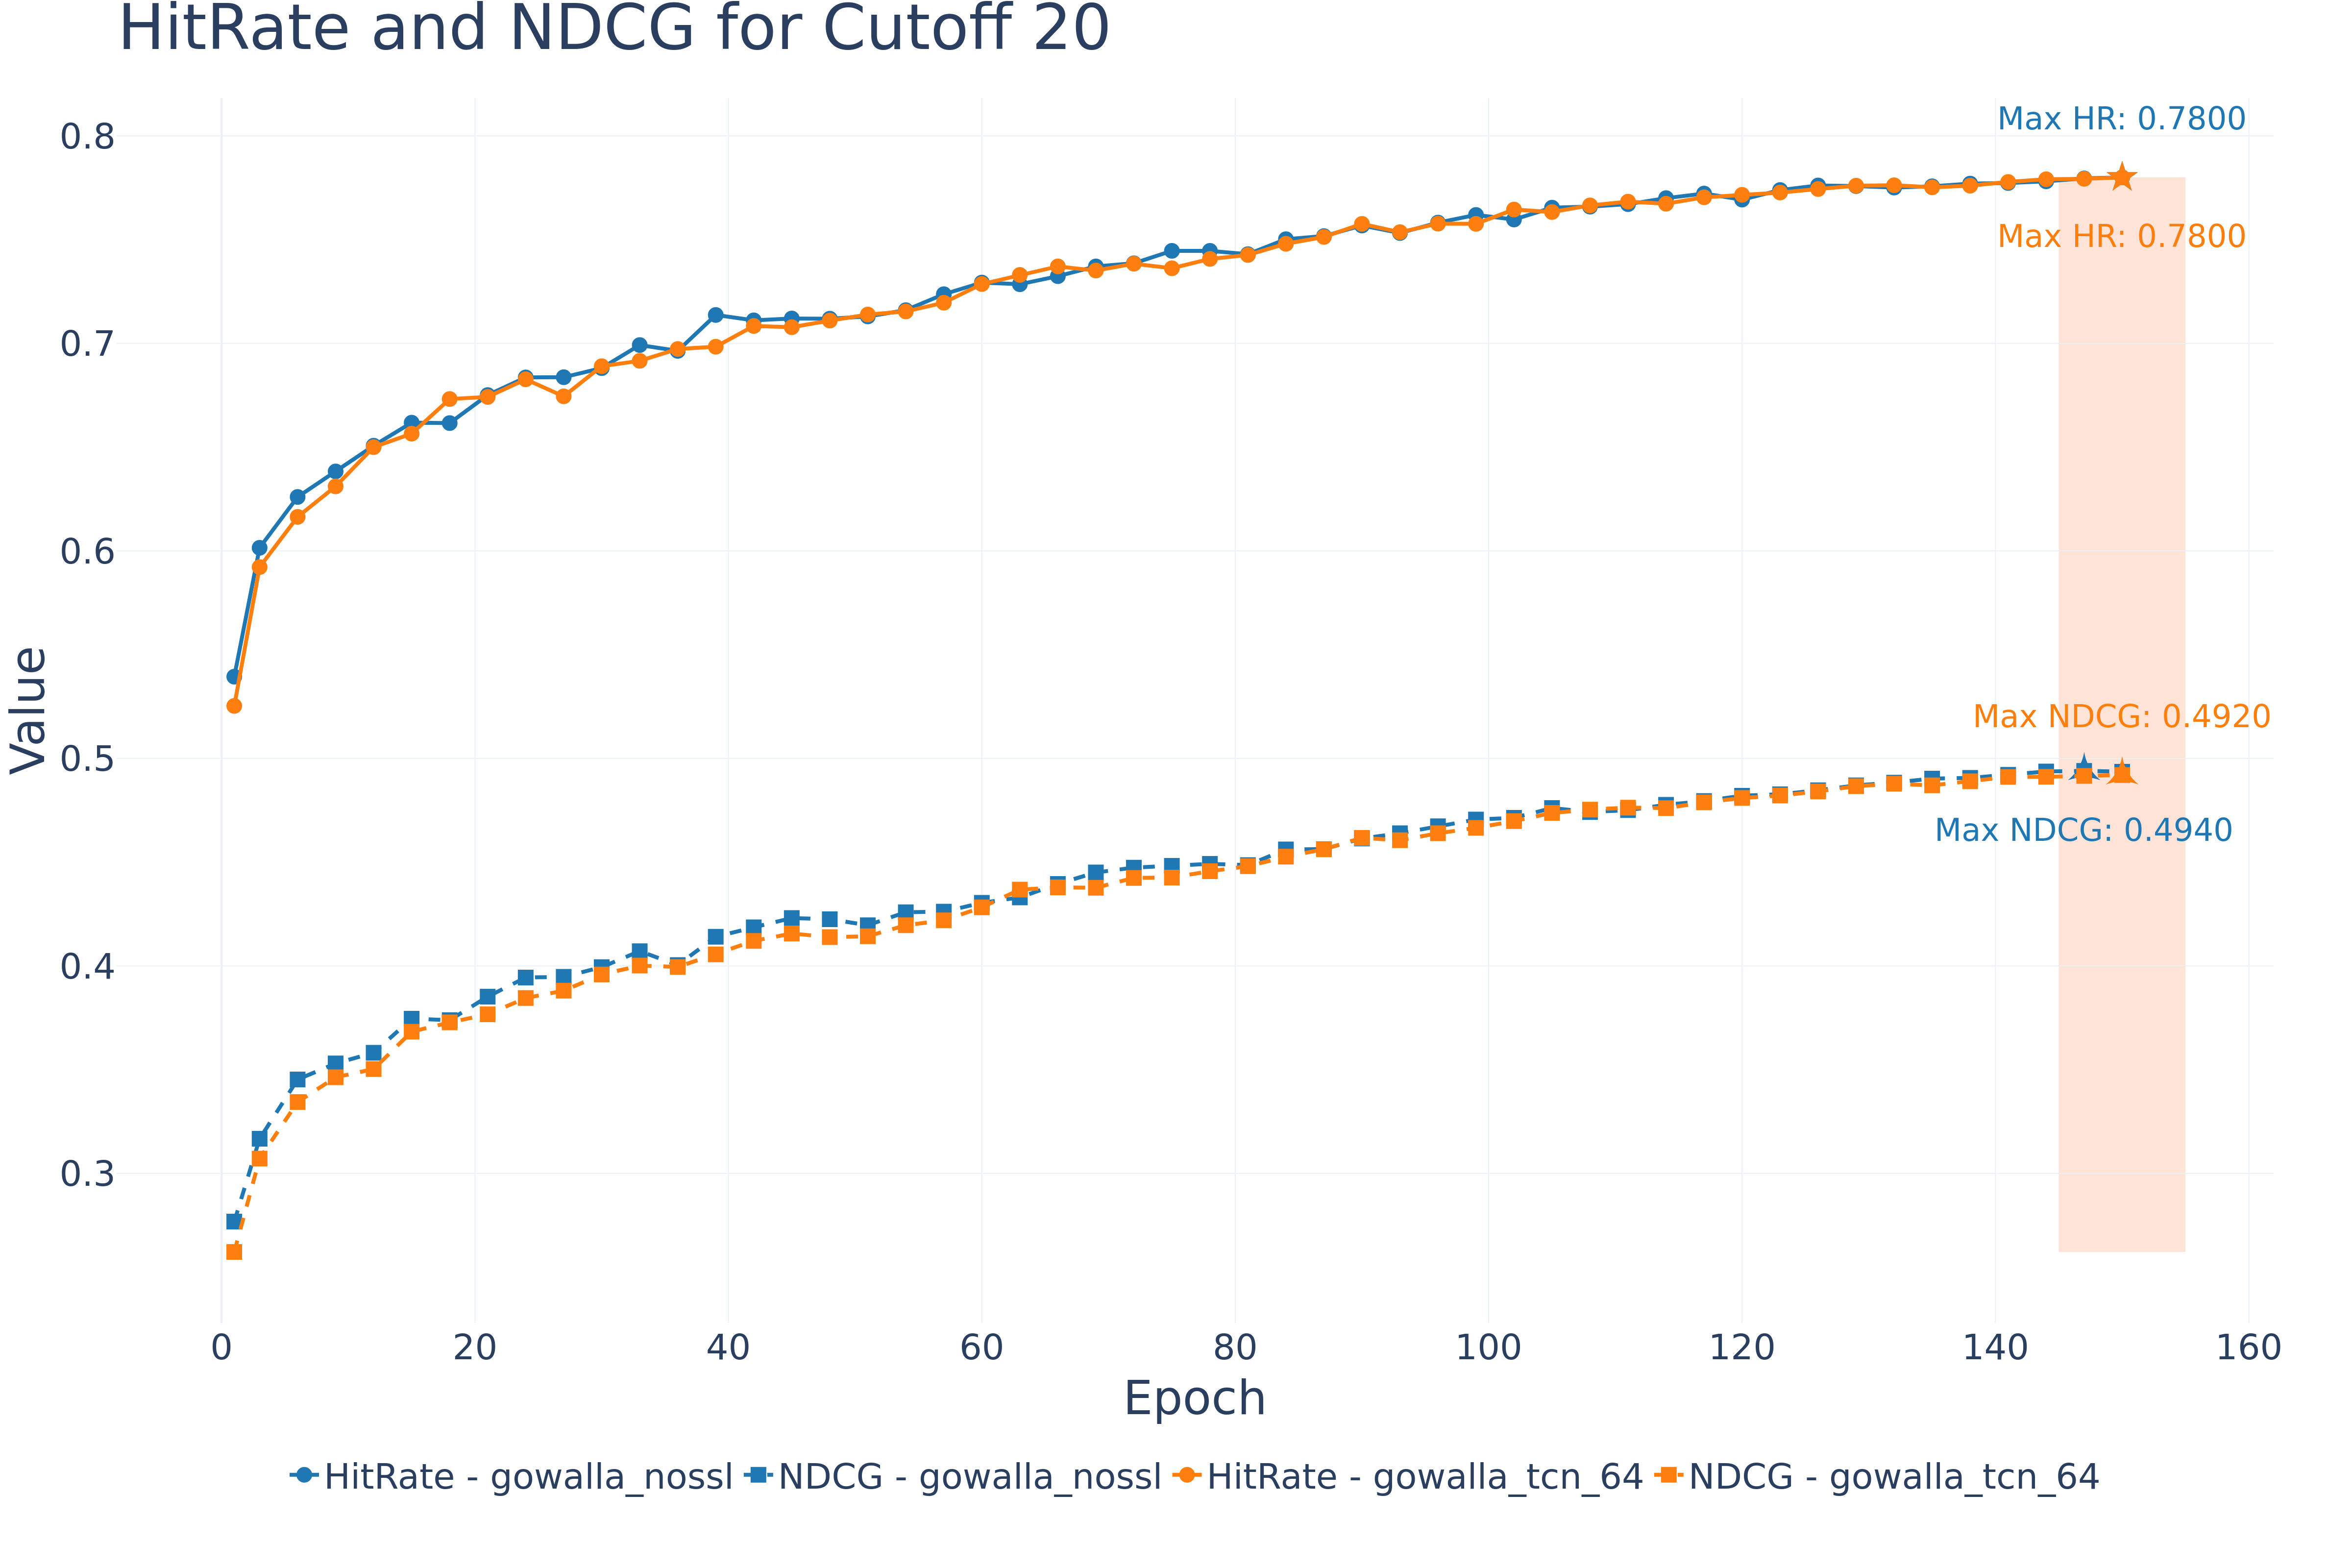 HitRate and NDCG for Cutoff 20
Max HR: 0.7800
Max HR: 0.7800
Max NDCG: 0.4920
Max NDCG: 0.4940
Value
0.8
0.7
0.6
0.5
0.4
0.3
0 20 40 60 80 100 120 140 160
Epoch
HitRate - gowalla_nossl NDCG - gowalla_nossl HitRate - gowalla_tcn_64 NDCG - gowalla_tcn_64